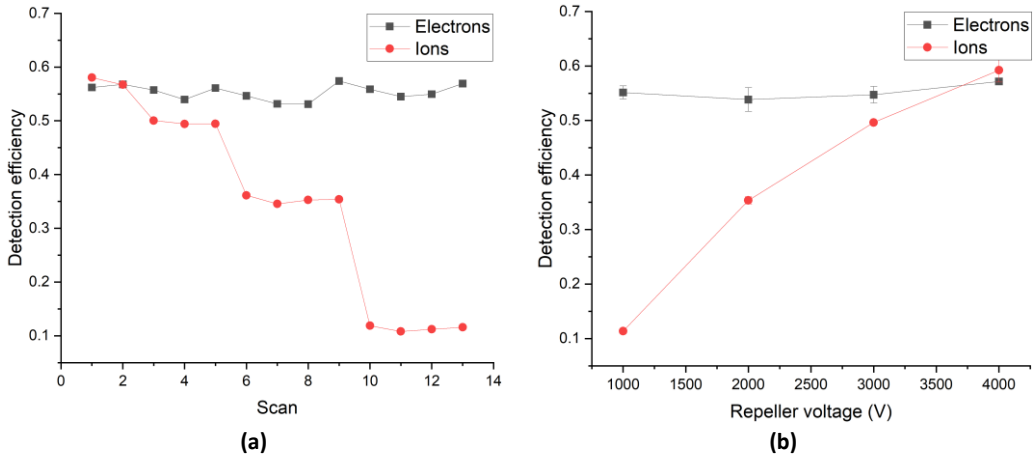 0.7
0.6
0.5
0.4
0.3
0.2
0.1
Detection efficiency
Electrons
Ions
0 2 4 6 8 10 12 14
Scan
(a)
0.7
0.6
0.5
0.4
0.3
0.2
0.1
Detection efficiency
Electrons
Ions
1000 1500 2000 2500 3000 3500 4000
Repeller voltage (V)
(b)